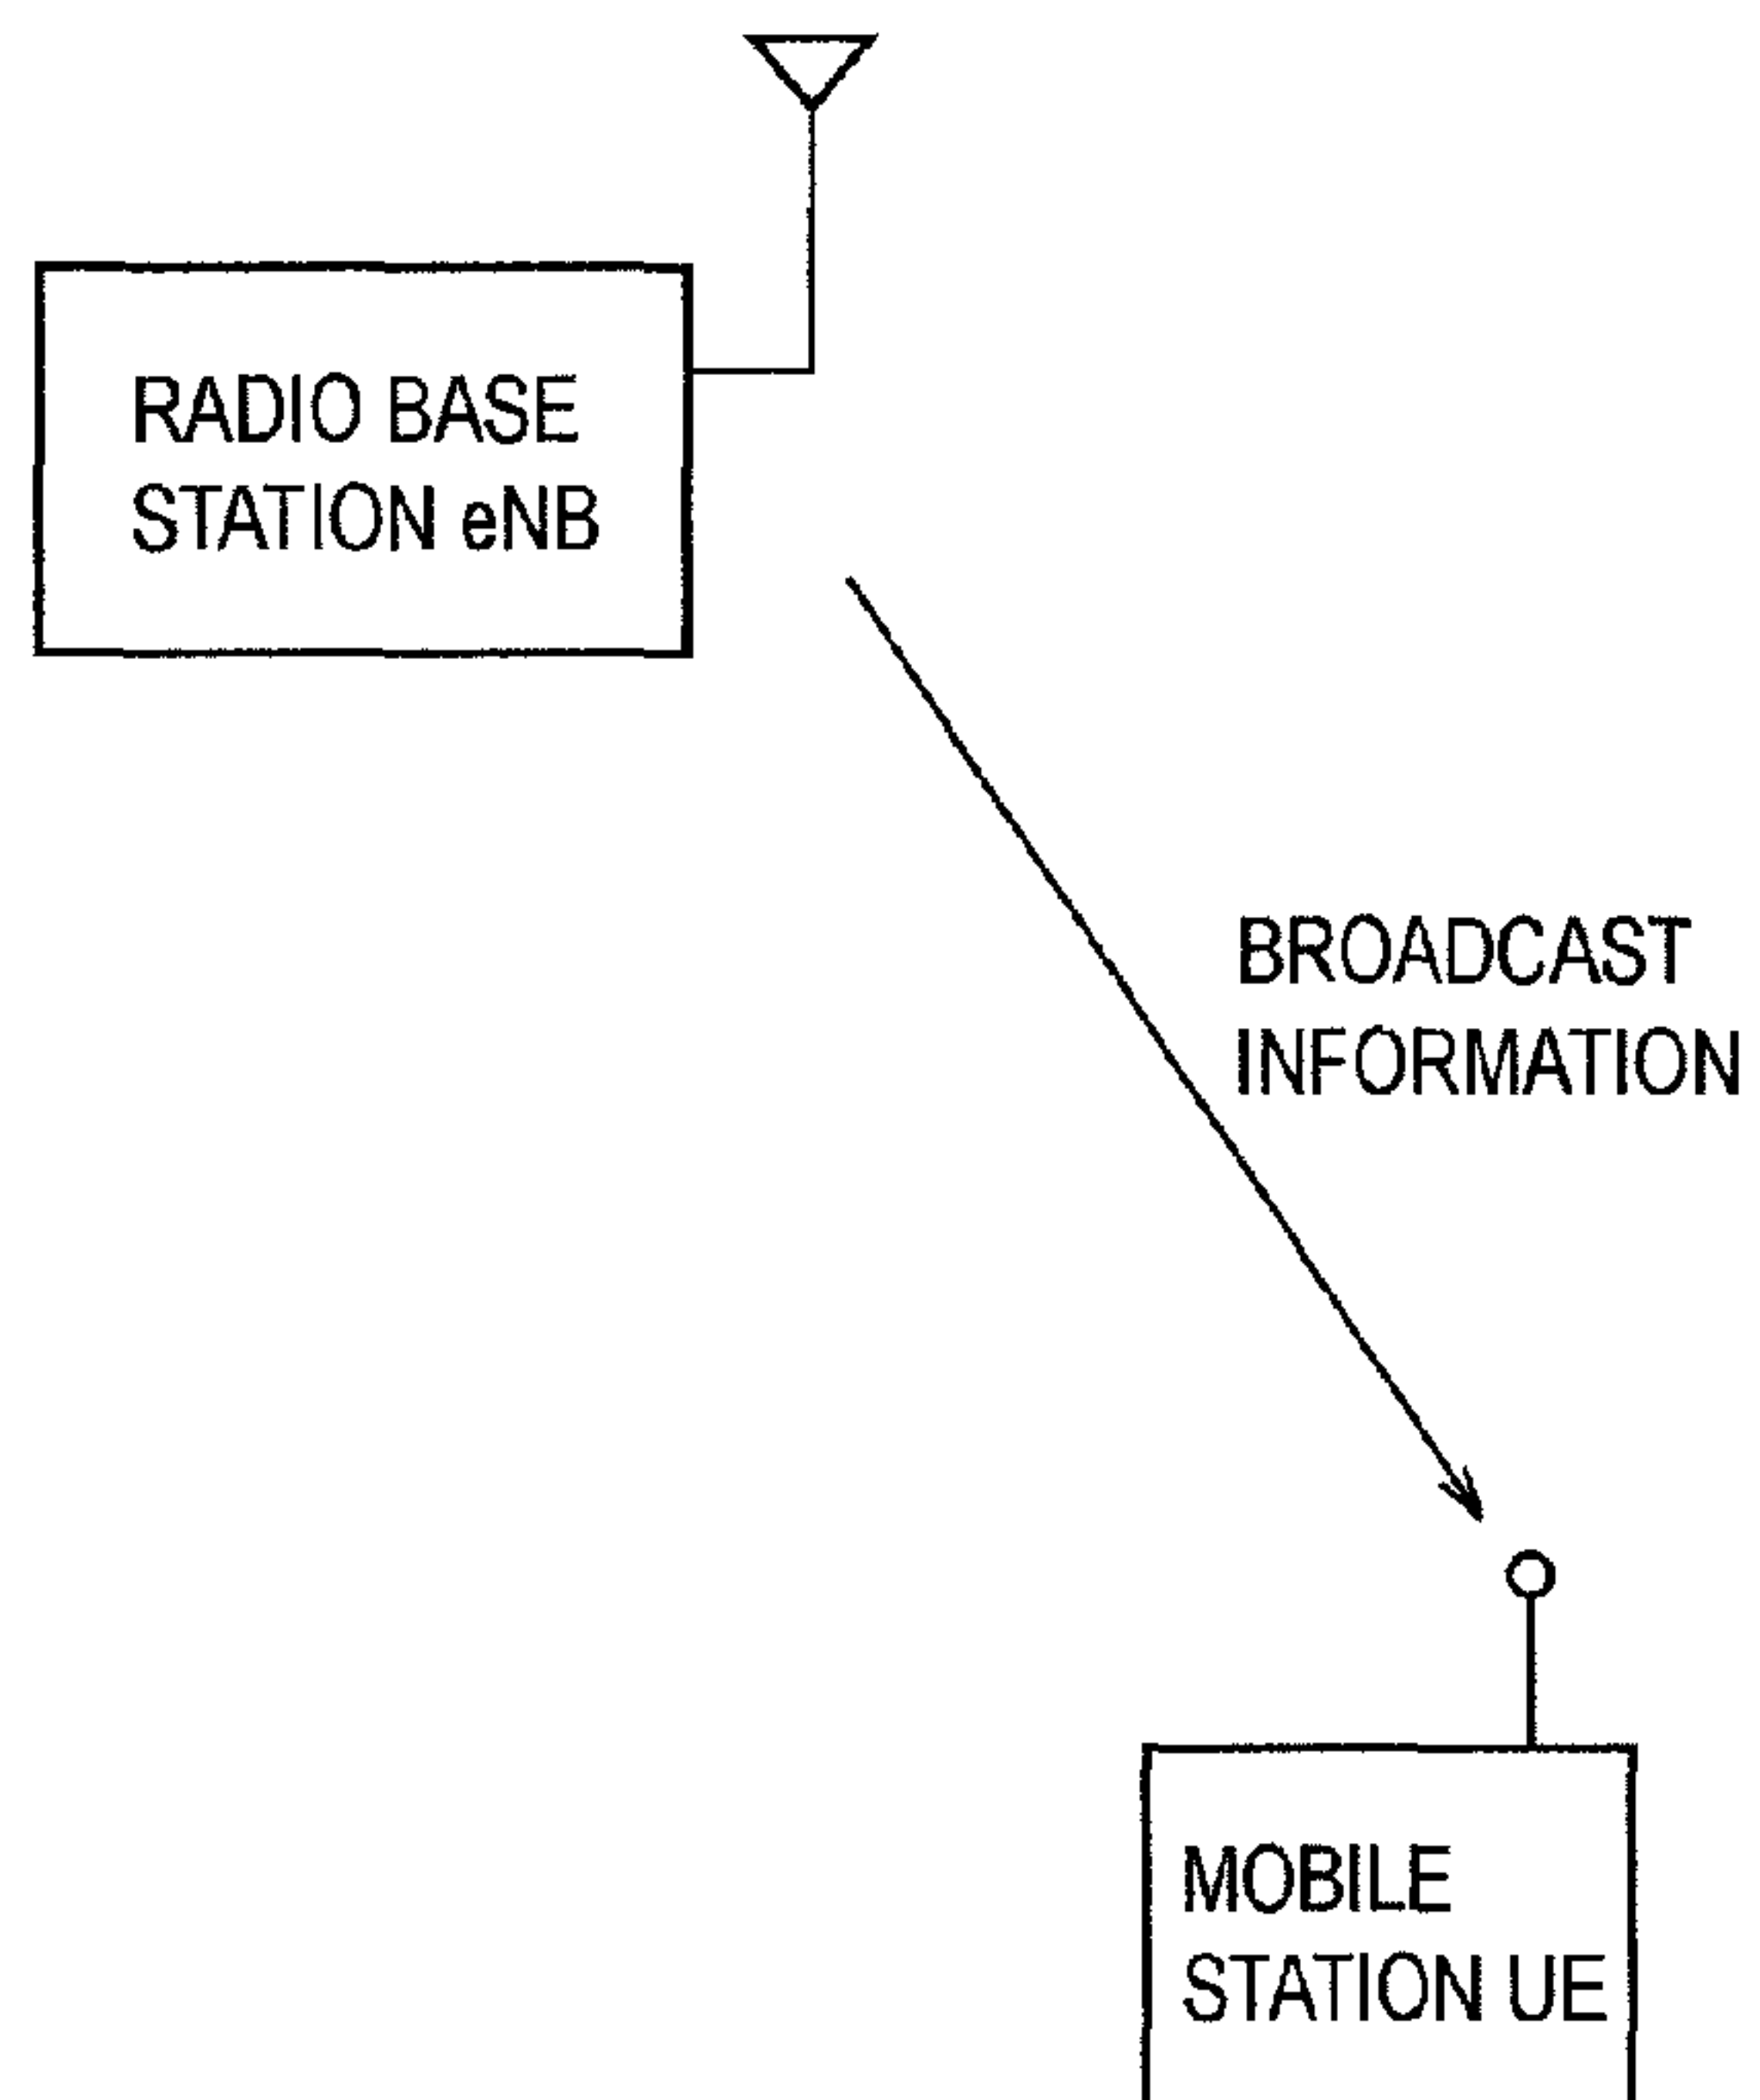 RADIO BASE
STATION eNB
BROADCAST
INFORMATION
MOBILE
STATION UE